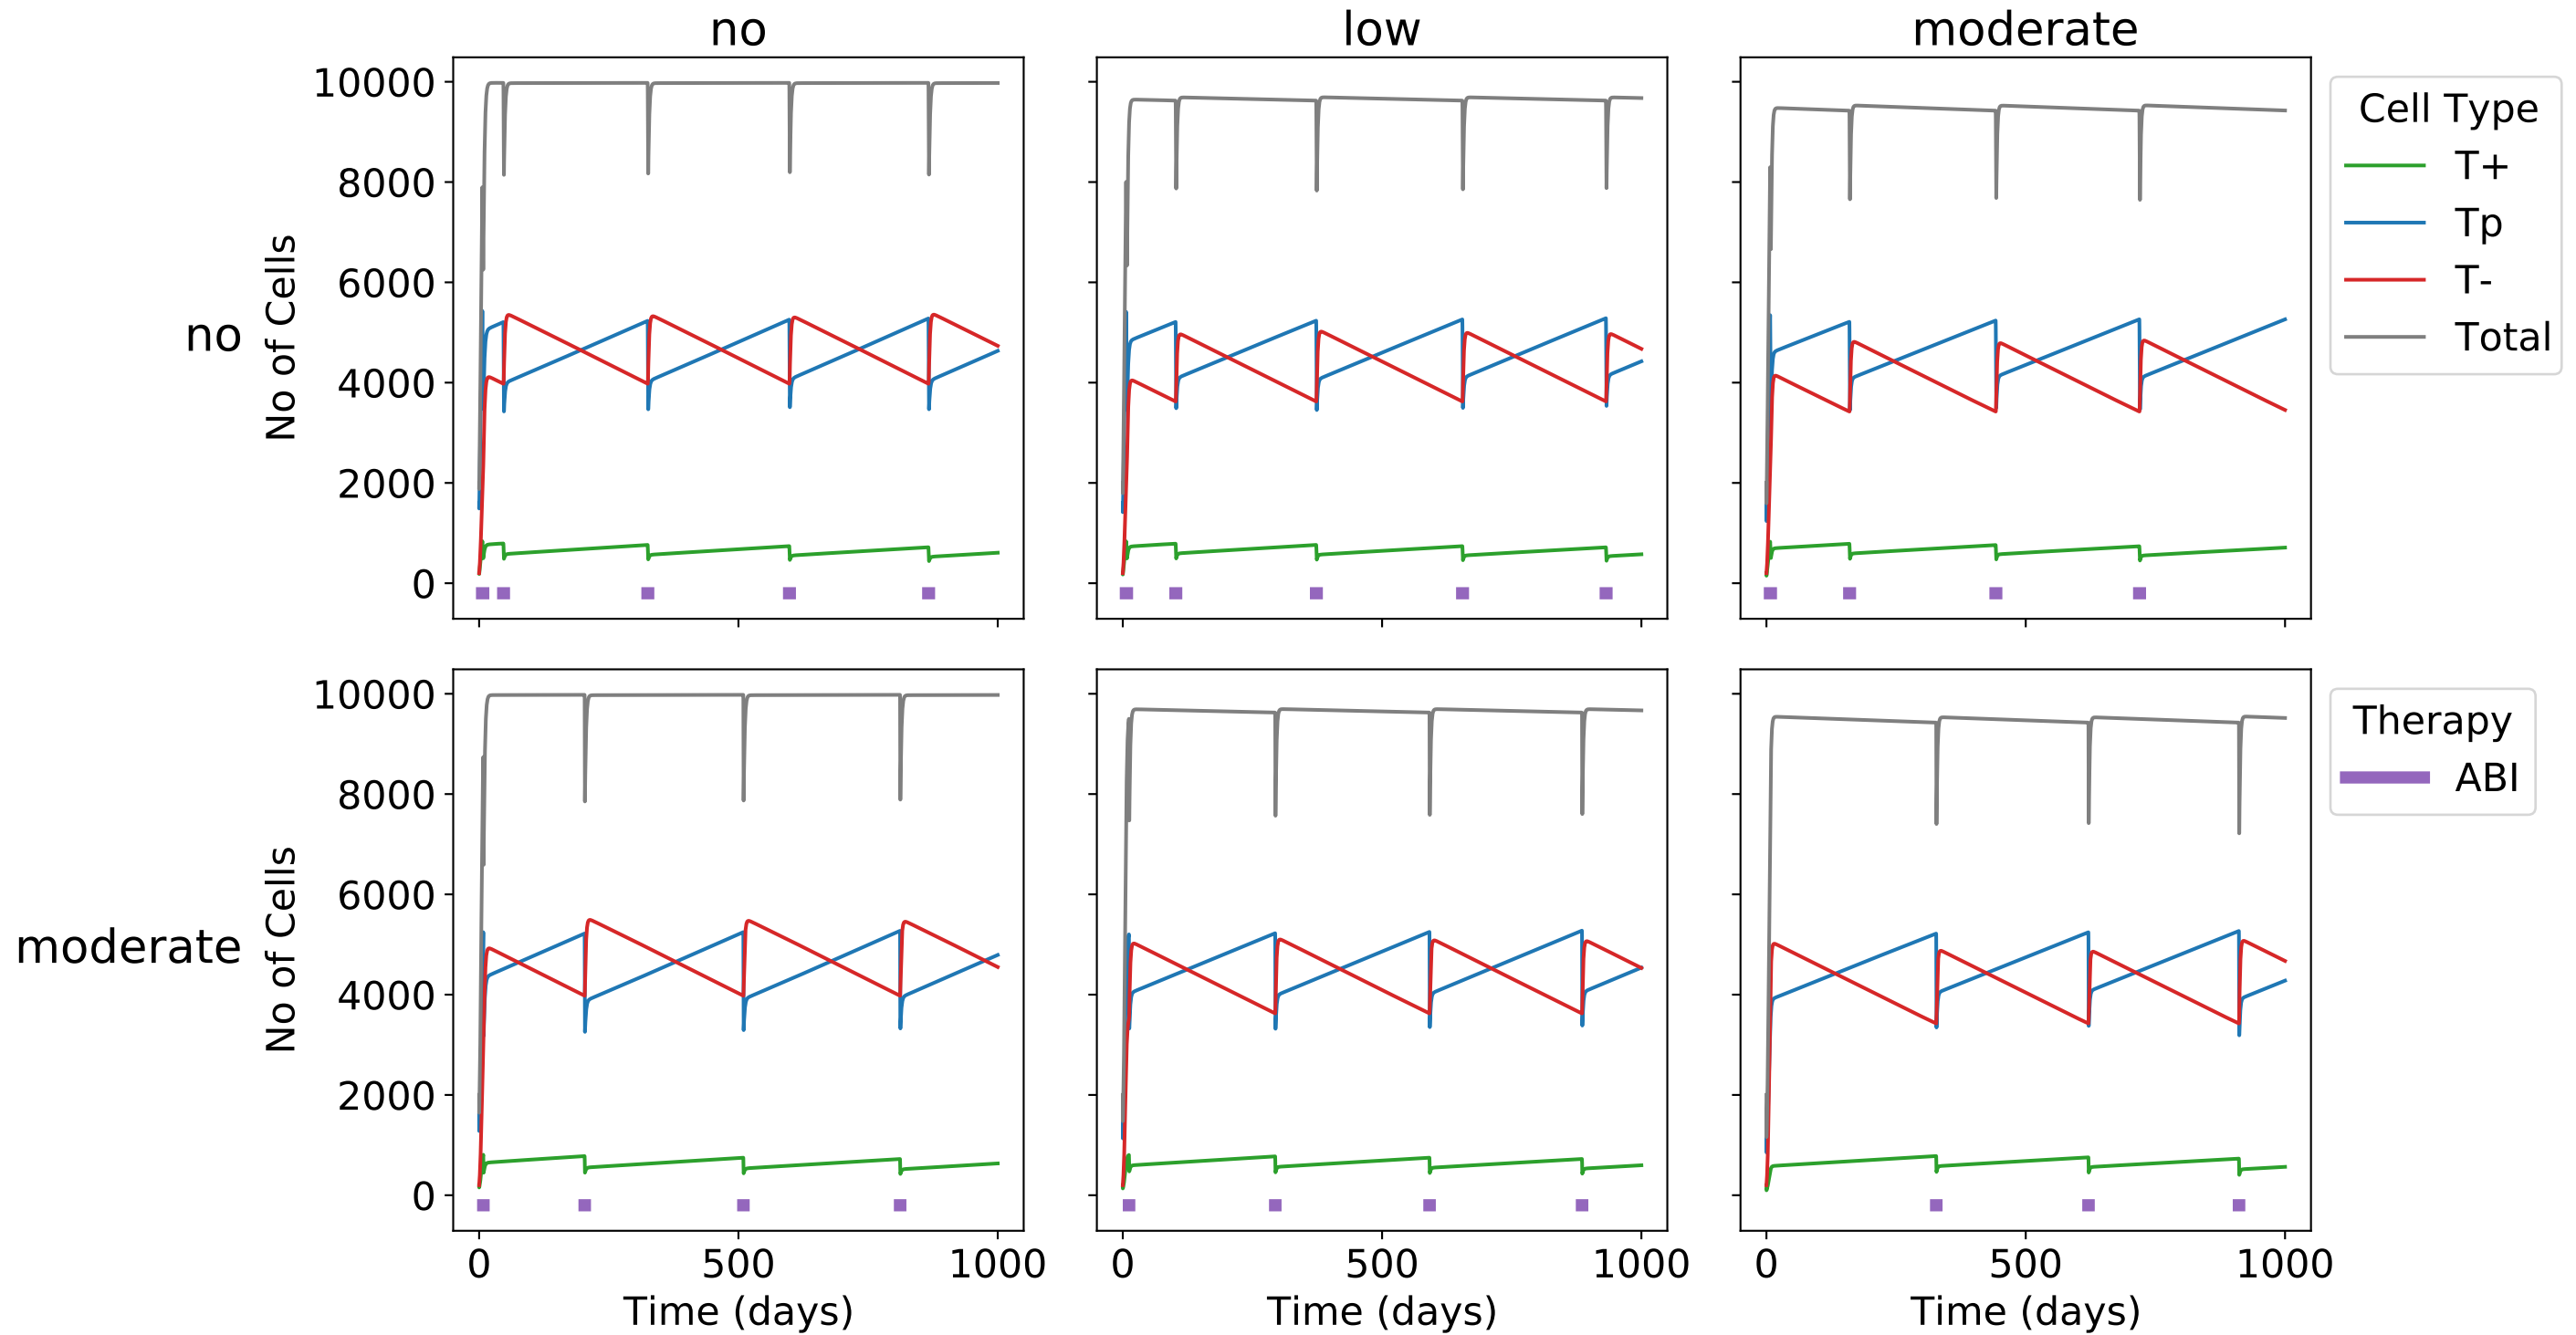 no low moderate
10000
8000
6000
4000
2000
0
No of Cells
no
Cell Type
T+
Tp
T-
Total
10000
8000
6000
4000
2000
0
No of Cells
moderate
Therapy
ABI
0 500 1000 0 500 1000 0 500 1000
Time (days) Time (days) Time (days)